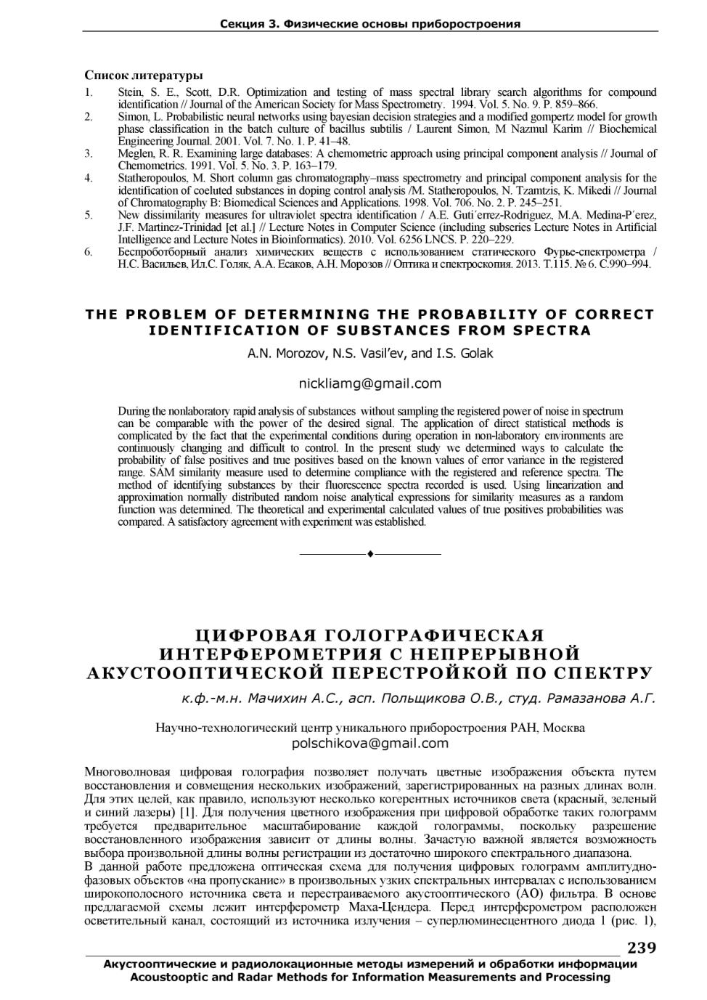 Секция 3. Физические основы приборостроения
Список литературы
1. Stein, S. E., Scott, D.R. Optimization and testing of mass spectral library search algorithms for compound
identification // Journal of the American Society for Mass Spectrometry. 1994. Vol. 5. No. 9. P. 859–866.
2. Simon, L. Probabilistic neural networks using bayesian decision strategies and a modified gompertz model for growth
phase classification in the batch culture of bacillus subtilis / Laurent Simon, M Nazmul Karim // Biochemical
Engineering Journal. 2001. Vol. 7. No. 1. P. 41–48.
3. Meglen, R. R. Examining large databases: A chemometric approach using principal component analysis // Journal of
Chemometrics. 1991. Vol. 5. No. 3. P. 163–179.
4. Statheropoulos, M. Short column gas chromatography–mass spectrometry and principal component analysis for the
identification of coeluted substances in doping control analysis /M. Statheropoulos, N. Tzamtzis, K. Mikedi // Journal
of Chromatography B: Biomedical Sciences and Applications. 1998. Vol. 706. No. 2. P. 245–251.
5. New dissimilarity measures for ultraviolet spectra identification / A.E. Guti´errez-Rodriguez, M.A. Medina-P´erez,
J.F. Martinez-Trinidad [et al.] // Lecture Notes in Computer Science (including subseries Lecture Notes in Artificial
Intelligence and Lecture Notes in Bioinformatics). 2010. Vol. 6256 LNCS. P. 220–229.
6. Беспроботборный анализ химических веществ с использованием статического Фурье-спектрометра /
Н.С. Васильев, Ил.С. Голяк, А.А. Есаков, А.Н. Морозов // Оптика и спектроскопия. 2013. Т.115. № 6. С.990–994.
THE PROBLEM OF DETERMINING THE PROBABILITY OF CORRECT
IDENTIFICATION OF SUBSTANCES FROM SPECTRA
A.N. Morozov, N.S. Vasil’ev, and I.S. Golak
nickliamg@gmail.com
During the nonlaboratory rapid analysis of substances without sampling the registered power of noise in spectrum
can be comparable with the power of the desired signal. The application of direct statistical methods is
complicated by the fact that the experimental conditions during operation in non-laboratory environments are
continuously changing and difficult to control. In the present study we determined ways to calculate the
probability of false positives and true positives based on the known values of error variance in the registered
range. SAM similarity measure used to determine compliance with the registered and reference spectra. The
method of identifying substances by their fluorescence spectra recorded is used. Using linearization and
approximation normally distributed random noise analytical expressions for similarity measures as a random
function was determined. The theoretical and experimental calculated values of true positives probabilities was
compared. A satisfactory agreement with experiment was established.
ЦИФРОВАЯ ГОЛОГРАФИЧЕСКАЯ
ИНТЕРФЕРОМЕТРИЯ С НЕПРЕРЫВНОЙ
АКУСТООПТИЧЕСКОЙ ПЕРЕСТРОЙКОЙ ПО СПЕКТРУ
к.ф.-м.н. Мачихин А.С., асп. Польщикова О.В., студ. Рамазанова А.Г.
Научно-технологический центр уникального приборостроения РАН, Москва
polschikova@gmail.com
Многоволновая цифровая голография позволяет получать цветные изображения объекта путем
восстановления и совмещения нескольких изображений, зарегистрированных на разных длинах волн.
Для этих целей, как правило, используют несколько когерентных источников света (красный, зеленый
и синий лазеры) [1]. Для получения цветного изображения при цифровой обработке таких голограмм
требуется предварительное масштабирование каждой голограммы, поскольку разрешение
восстановленного изображения зависит от длины волны. Зачастую важной является возможность
выбора произвольной длины волны регистрации из достаточно широкого спектрального диапазона.
В данной работе предложена оптическая схема для получения цифровых голограмм амплитудно-
фазовых объектов «на пропускание» в произвольных узких спектральных интервалах с использованием
широкополосного источника света и перестраиваемого акустооптического (АО) фильтра. В основе
предлагаемой схемы лежит интерферометр Маха-Цендера. Перед интерферометром расположен
осветительный канал, состоящий из источника излучения – суперлюминесцентного диода 1 (рис. 1),
239
Акустооптические и радиолокационные методы измерений и обработки информации
Acoustooptic and Radar Methods for Information Measurements and Processing